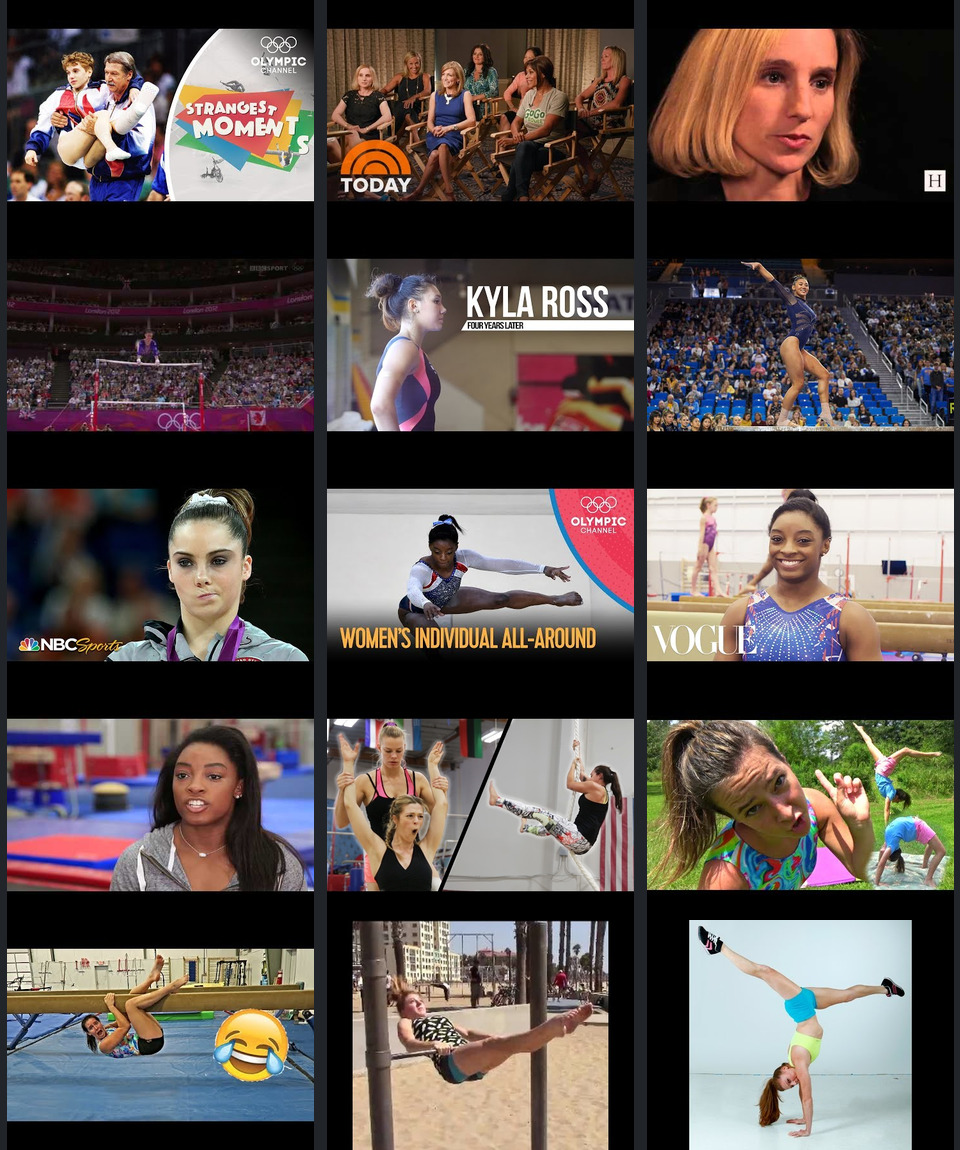 OLYMPIC
CHANNEL
STRANGEST
MOMENTS
TODAY
GOGO
H
BBC SPORT
London 2012
KYLA ROSS
FOUR YEARS LATER
NBC Sports
OLYMPIC
CHANNEL
WOMEN'S INDIVIDUAL ALL-AROUND
VOGUE